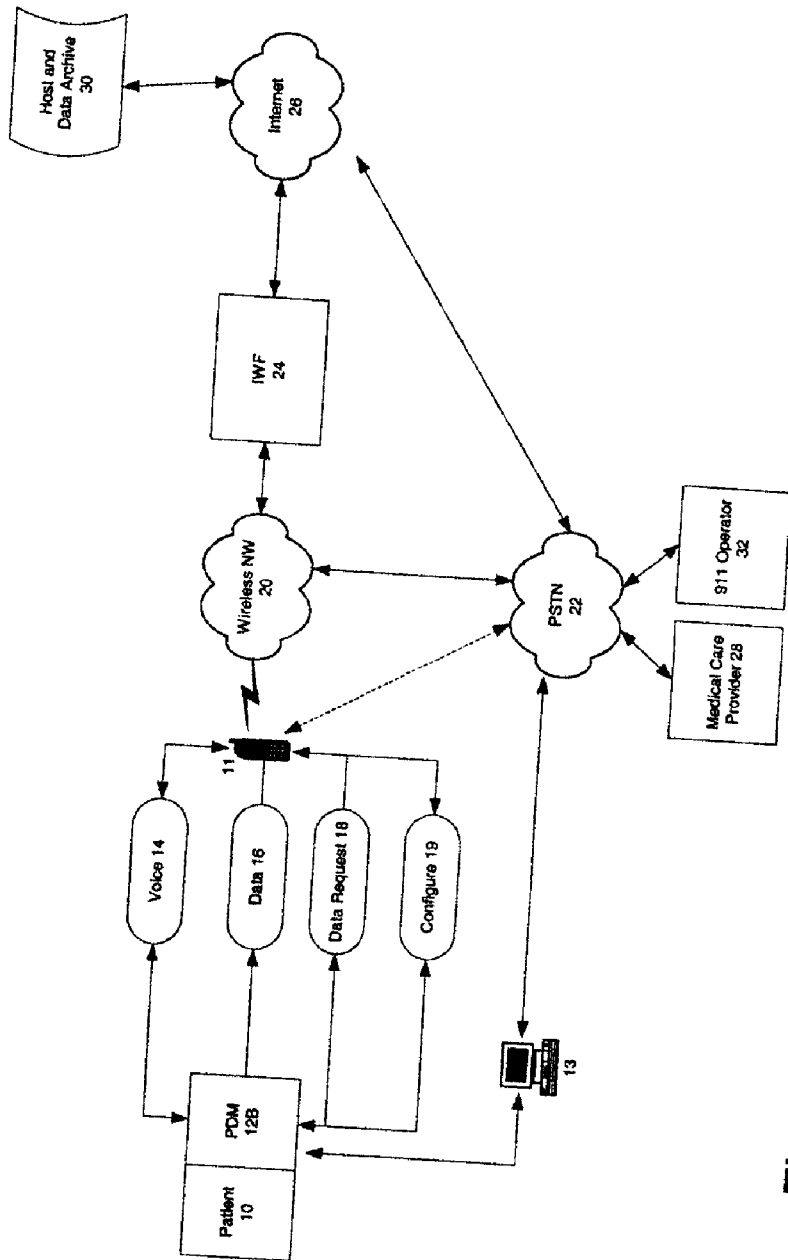 Host and
Data Archive
30
Internet
26
IWF
24
Wireless NW
20
11
Voice 14
Data 16
Data Request 18
Configure 19
PDM
12B
Patient
10
13
PSTN
22
911 Operator
32
Medical Care
Provider 28